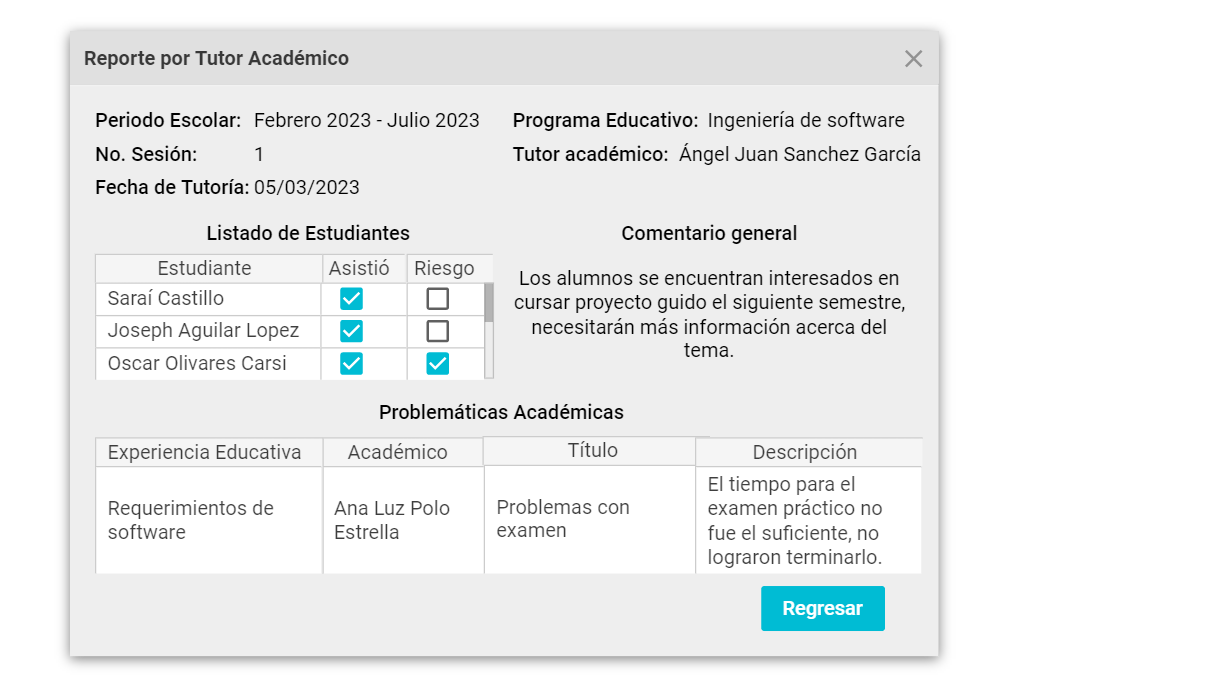 Reporte por Tutor Académico
Periodo Escolar: Febrero 2023 - Julio 2023
Programa Educativo: Ingeniería de software
No. Sesión: 1
Tutor académico: Ángel Juan Sanchez García
Fecha de Tutoría: 05/03/2023
Listado de Estudiantes
Estudiante Asistió Riesgo
Saraí Castillo
Joseph Aguilar Lopez
Oscar Olivares Carsi
Comentario general
Los alumnos se encuentran interesados en
cursar proyecto guido el siguiente semestre,
necesitarán más información acerca del
tema.
Problemáticas Académicas
Experiencia Educativa Académico Título Descripción
Requerimientos de
software
Ana Luz Polo
Estrella
Problemas con
examen
El tiempo para el
examen práctico no
fue el suficiente, no
lograron terminarlo.
Regresar